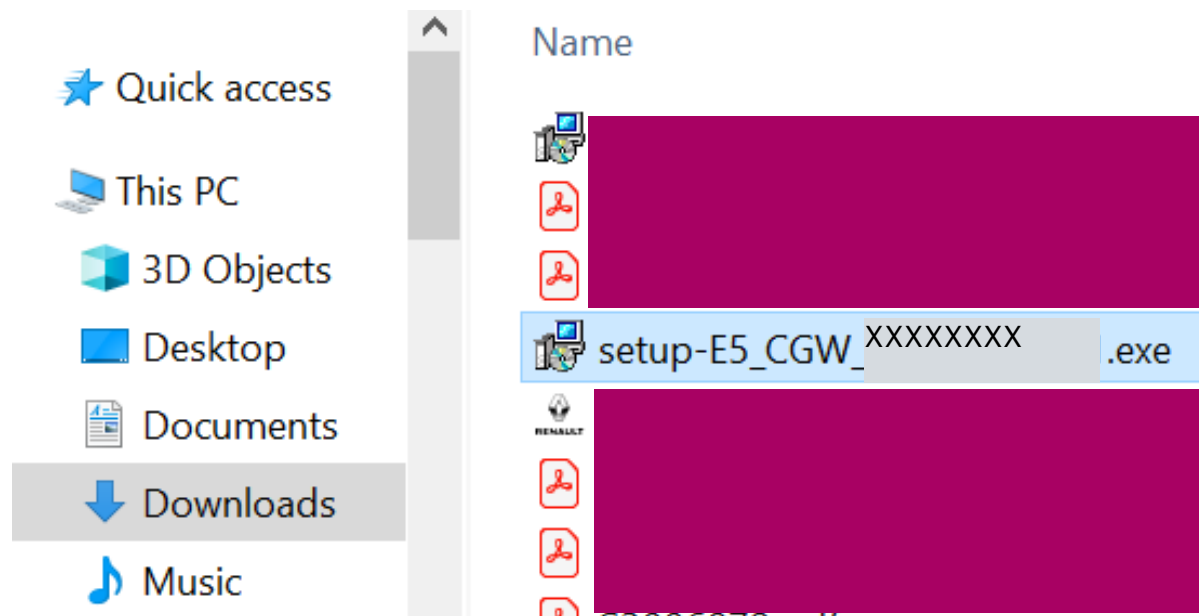 Name
Quick access
This PC
3D Objects
Desktop
Documents
Downloads
Music
setup-E5_CGW_XXXXXXXX .exe
RENAULT